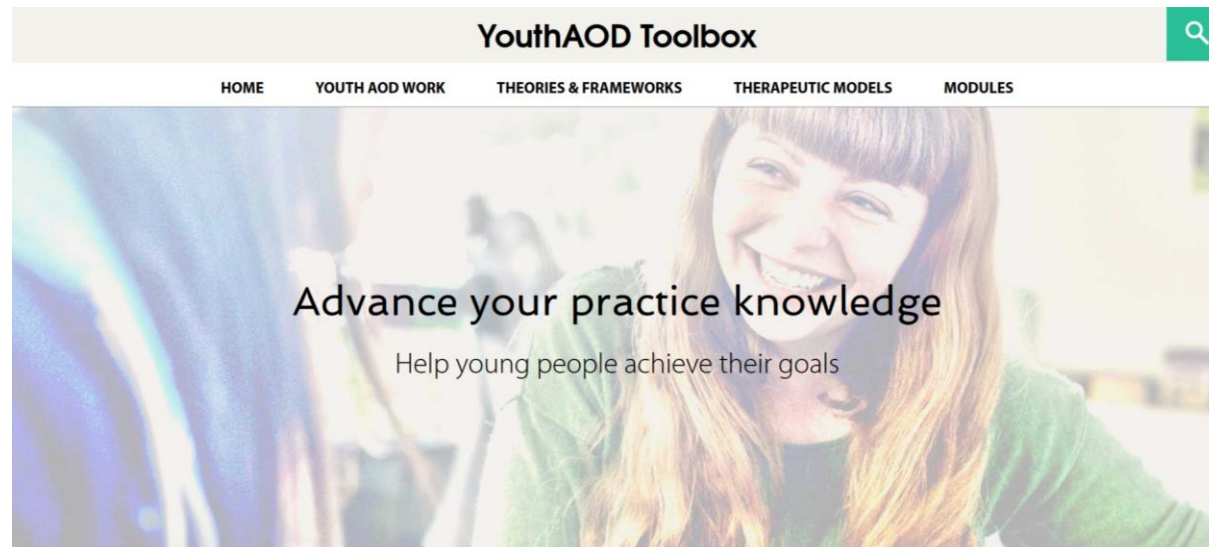 YouthAOD Toolbox
HOME YOUTH AOD WORK THEORIES & FRAMEWORKS THERAPEUTIC MODELS MODULES
Advance your practice knowledge
Help young people achieve their goals